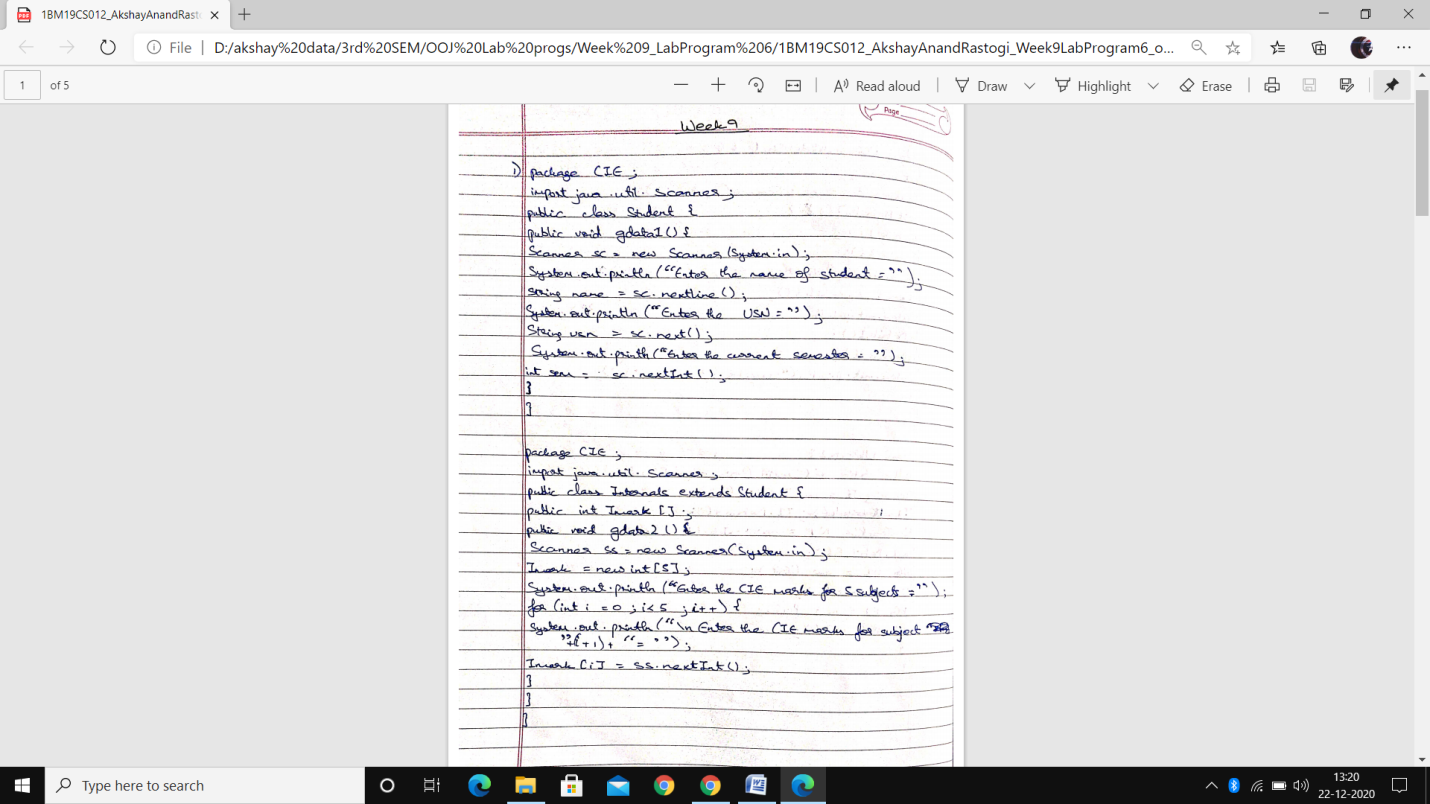 1BM19CS012_AkshayAnandRast
File
D:/akshay%20data/3rd%20SEM/OOJ%20Lab%20progs/Week%209_LabProgram%206/1BM19CS012_AkshayAnandRastogi_Week9LabProgram6_o...
1 of 5
Read aloud
Draw
Highlight
Erase
Page
Week 9
1) package CIE ;
import java.util.Scanner ;
public class Student {
public void gdata1() {
Scanner sc = new Scanner (System.in) ;
System.out.println (“Enter the name of student =”) ;
String name = sc.nextline () ;
System.out.println (“Enter the USN = ”) ;
String usn = sc.next() ;
System.out.println (“Enter the current semester = ”) ;
int sem = sc.nextInt () ;
}
}
package CIE ;
import java.util.Scanner ;
public class Internals extends Student {
public int Imark [] ;
public void gdata2 () {
Scanner ss = new Scanner (System.in) ;
Imark = new int [5] ;
System.out.println (“Enter the CIE marks for 5 subject =”) ;
for (int i = 0 ; i<5 ; i++) {
System.out.println (“\n Enter the CIE marks for subject
”+(i+1)+ “= ”) ;
Imark [i] = ss.nextInt () ;
}
}
}
Type here to search
13:20
22-12-2020